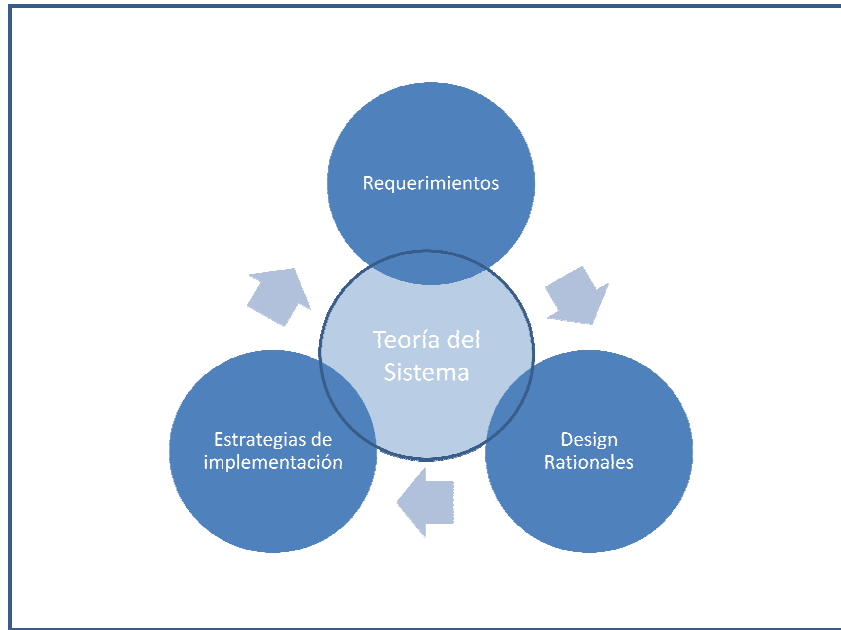 Requerimientos
Teoría del
Sistema
Estrategias de
implementación
Design
Rationales